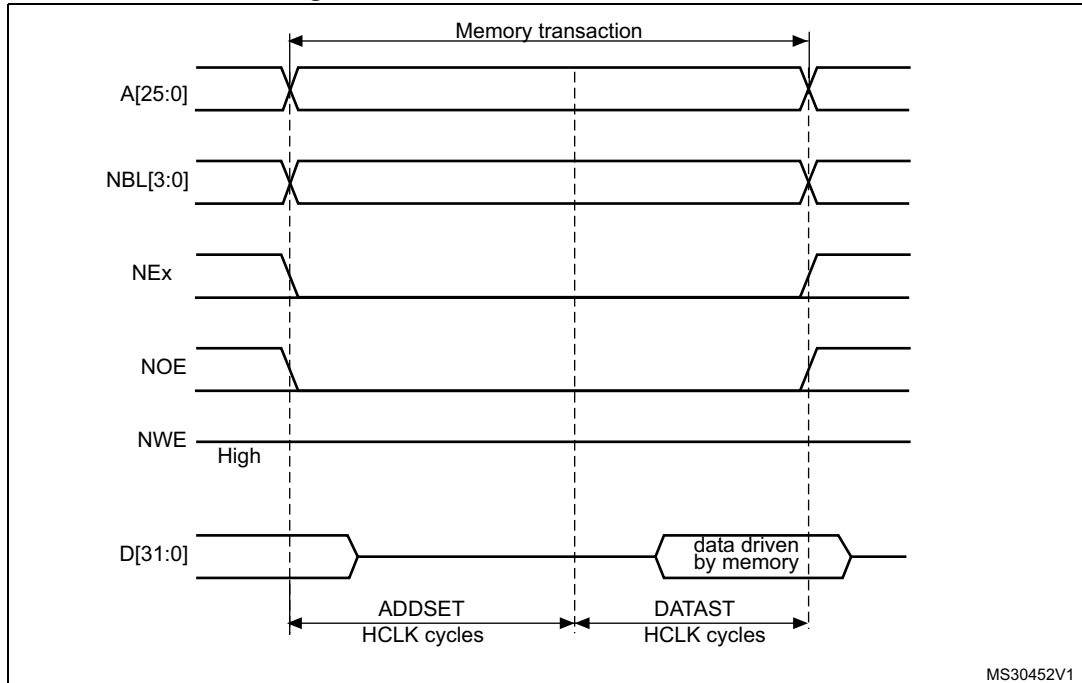 Memory transaction
A[25:0]
NBL[3:0]
NEx
NOE
NWE
High
D[31:0]
data driven
by memory
ADDSET
HCLK cycles
DATAST
HCLK cycles
MS30452V1